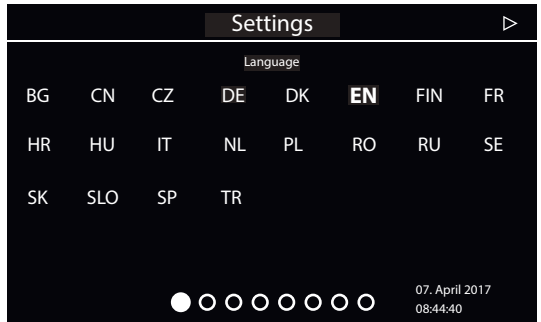 Settings
Language
BG CN CZ DE DK EN FIN FR
HR HU IT NL PL RO RU SE
SK SLO SP TR
07. April 2017
08:44:40